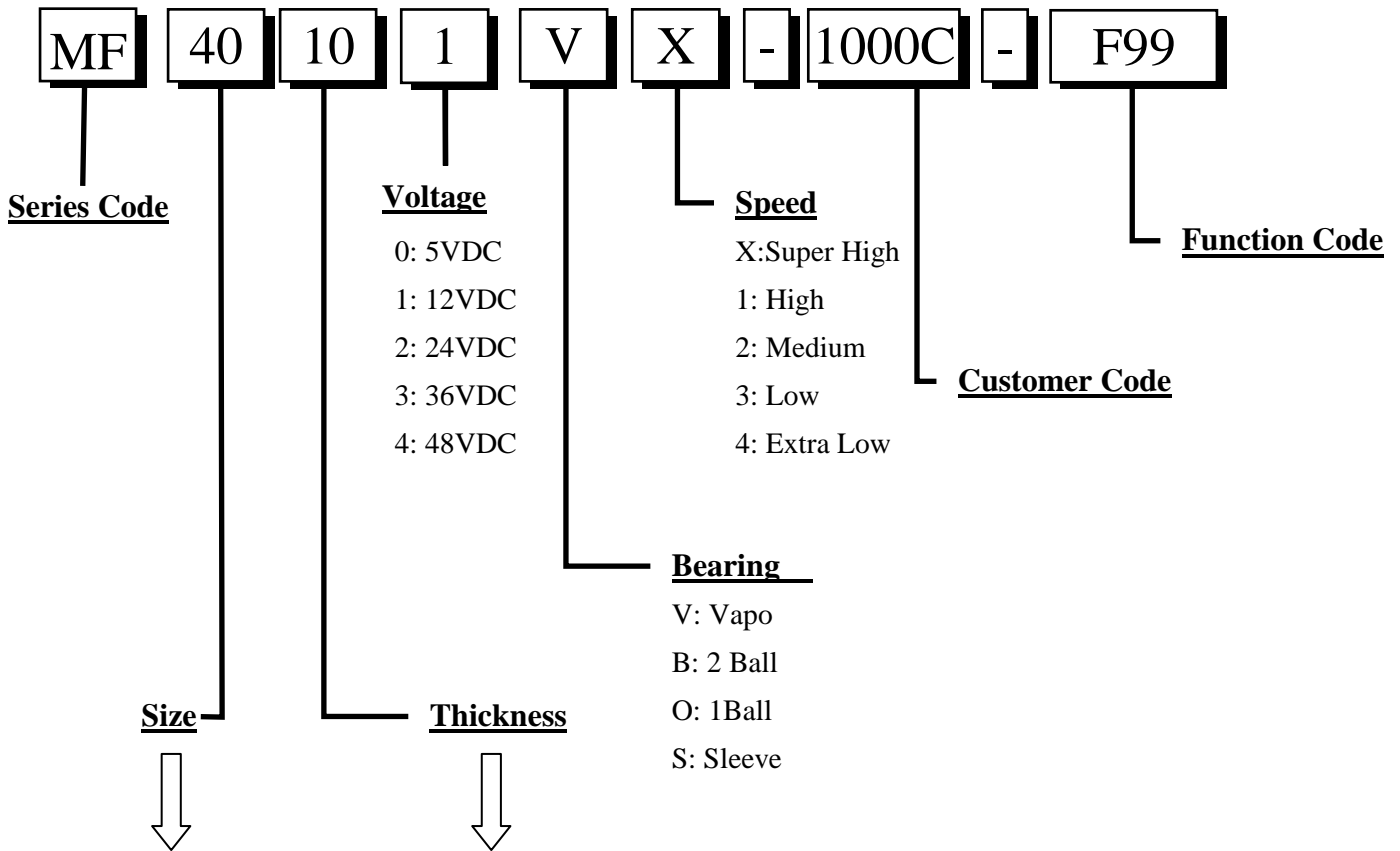 MF 40 10 1 V X - 1000C - F99
Series Code
Voltage
0: 5VDC
1: 12VDC
2: 24VDC
3: 36VDC
4: 48VDC
Speed
X:Super High
1: High
2: Medium
3: Low
4: Extra Low
Function Code
Customer Code
Bearing
V: Vapo
B: 2 Ball
O: 1Ball
S: Sleeve
Size
Thickness